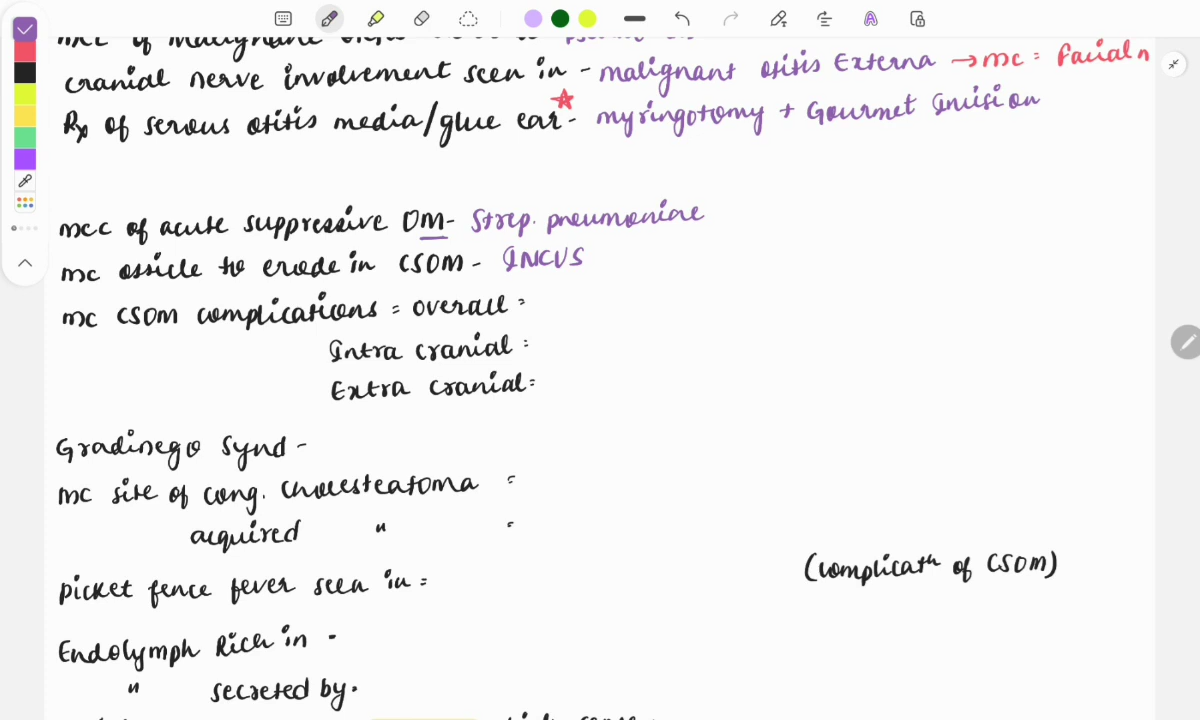 of
cranial nerve involvement seen in - malignant otitis Externa → mc = facial n
Rx of serous otitis media/glue ear - myringotomy + Gourmet Incision
mcc of acute suppressive OM - Strep. pneumoniae
mc ossicle to erode in CSOM - INCUS
mc CSOM complications = overall =
Intra cranial =
Extra cranial =
Gradinego Synd -
mc site of cong. Cholesteatoma =
acquired " =
picket fence fever seen in =
(complicatn of CSOM)
Endolymph Rich in -
" secreted by.